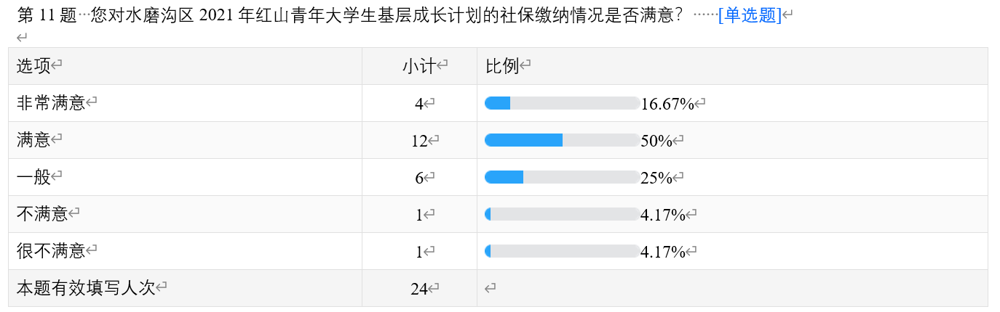 第 11 题 您对水磨沟区 2021 年红山青年大学生基层成长计划的社保缴纳情况是否满意？ [单选题]
选项 小计 比例
非常满意 4 16.67%
满意 12 50%
一般 6 25%
不满意 1 4.17%
很不满意 1 4.17%
本题有效填写人次 24